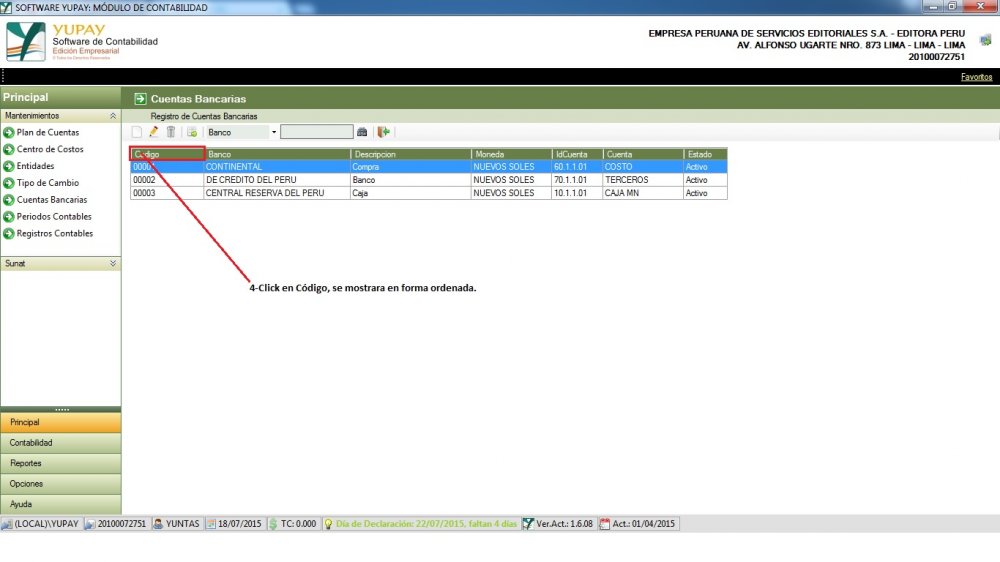 SOFTWARE YUPAY: MÓDULO DE CONTABILIDAD
YUPAY
Software de Contabilidad
Edición Empresarial
EMPRESA PERUANA DE SERVICIOS EDITORIALES S.A. - EDITORA PERU
AV. ALFONSO UGARTE NRO. 873 LIMA - LIMA - LIMA
20100072751
Favoritos
Principal
Cuentas Bancarias
Mantenimientos
Registro de Cuentas Bancarias
Plan de Cuentas
Centro de Costos
Entidades
Tipo de Cambio
Cuentas Bancarias
Periodos Contables
Registros Contables
Sunat
Banco
Codigo Banco Descripcion Moneda IdCuenta Cuenta Estado
00001 CONTINENTAL Compra NUEVOS SOLES 60.1.1.01 COSTO Activo
00002 DE CREDITO DEL PERU Banco NUEVOS SOLES 70.1.1.01 TERCEROS Activo
00003 CENTRAL RESERVA DEL PERU Caja NUEVOS SOLES 10.1.1.01 CAJA MN Activo
4-Click en Código, se mostrara en forma ordenada.
Principal
Contabilidad
Reportes
Opciones
Ayuda
(LOCAL)\YUPAY 20100072751 YUNTAS 18/07/2015 TC: 0.000 Día de Declaración: 22/07/2015, faltan 4 días Ver.Act.: 1.6.08 Act.: 01/04/2015